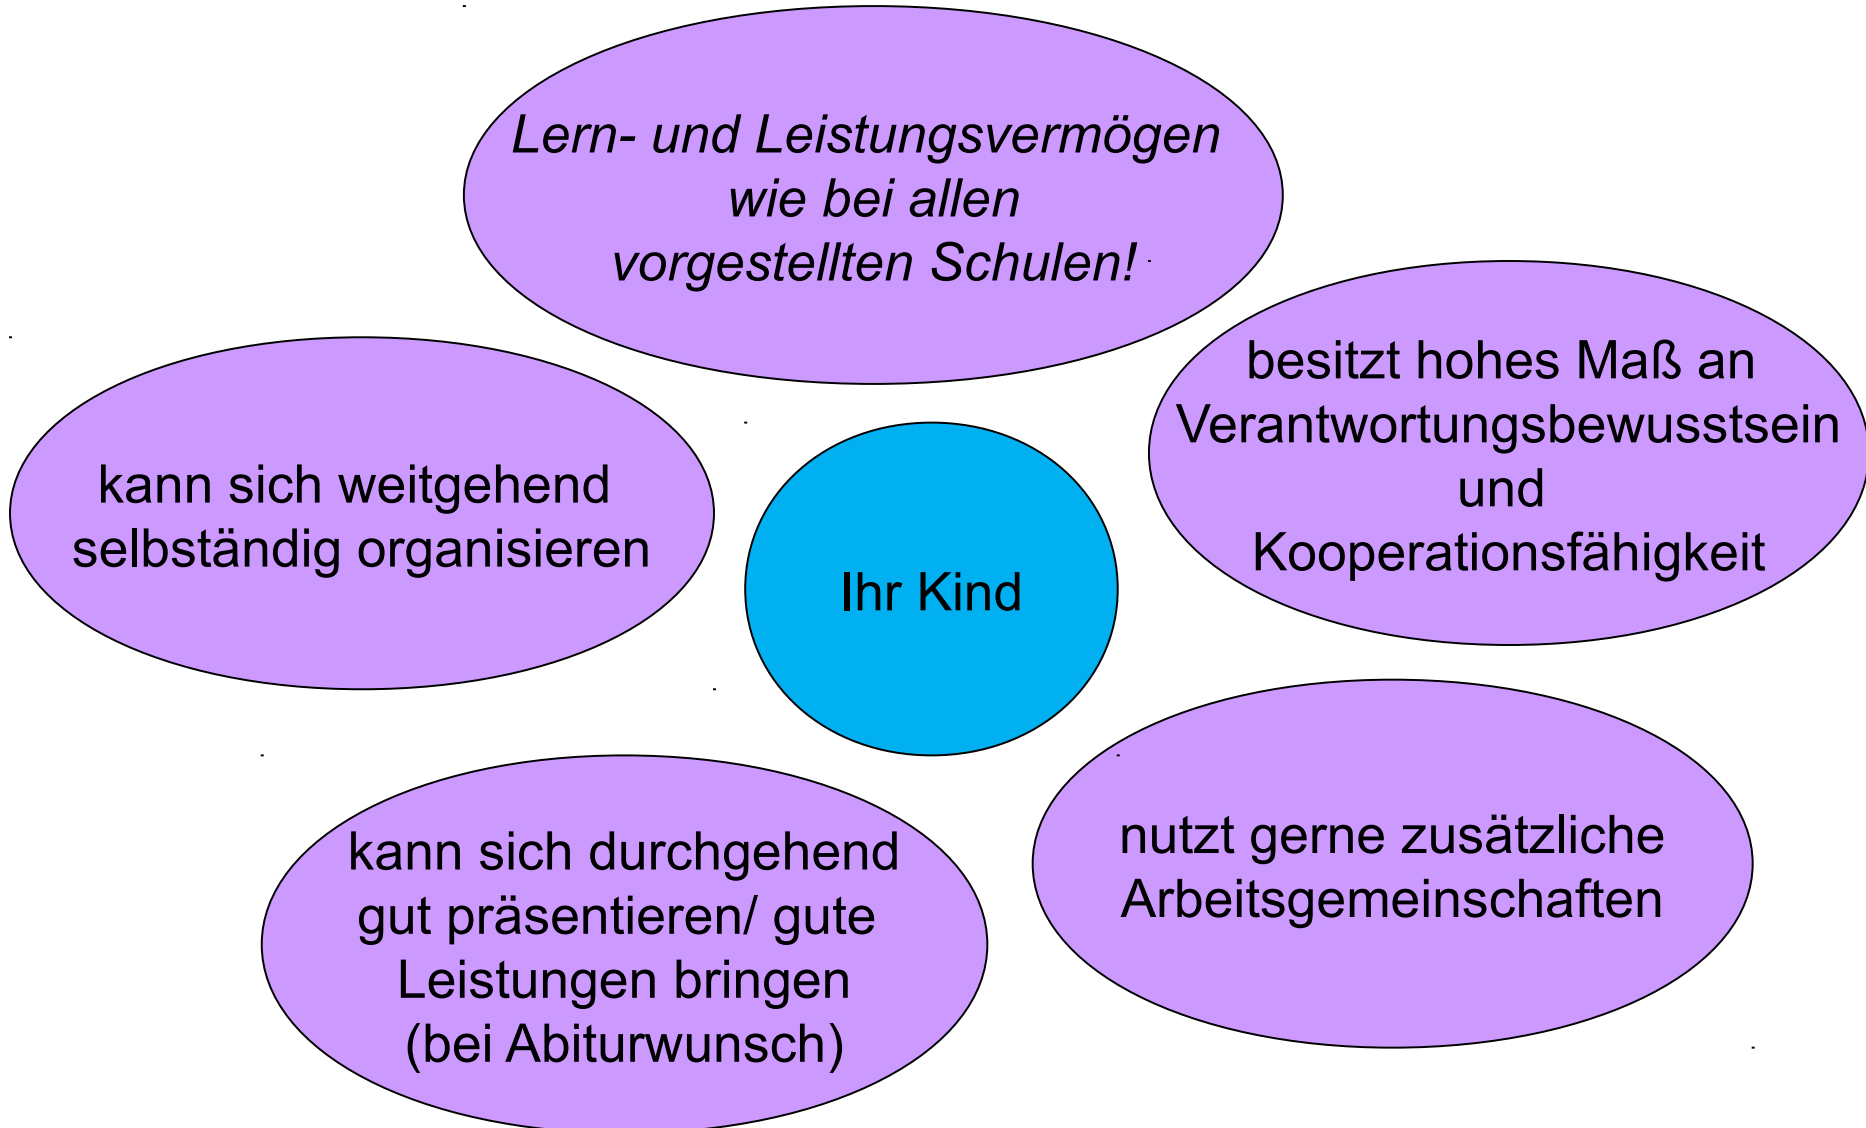 Lern- und Leistungsvermögen
wie bei allen
vorgestellten Schulen!
besitzt hohes Maß an
Verantwortungsbewusstsein
und
Kooperationsfähigkeit
kann sich weitgehend
selbständig organisieren
Ihr Kind
nutzt gerne zusätzliche
Arbeitsgemeinschaften
kann sich durchgehend
gut präsentieren/ gute
Leistungen bringen
(bei Abiturwunsch)